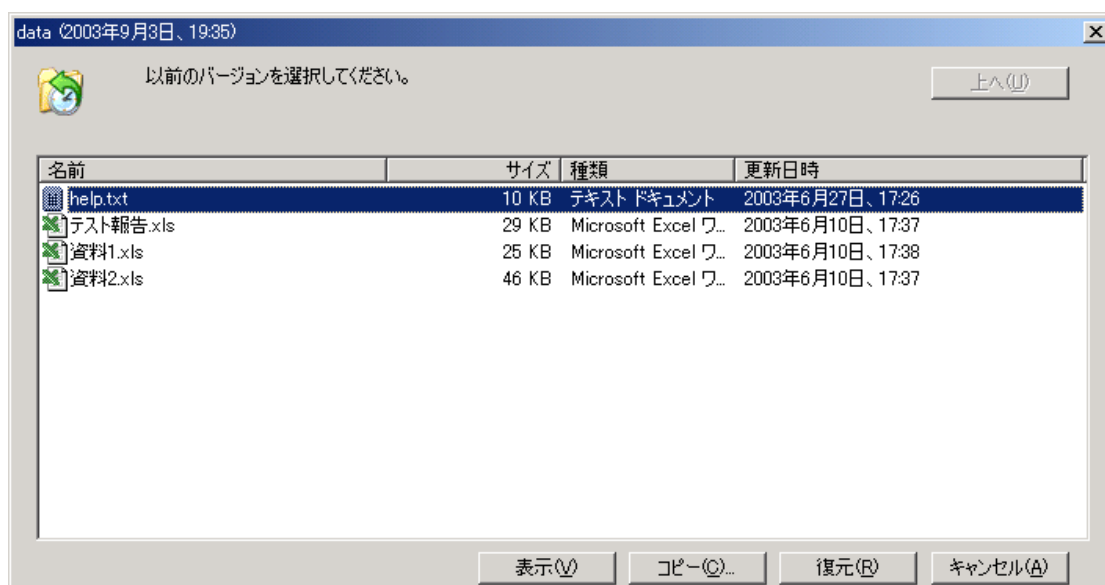 data (2003年9月3日、19:35)
以前のバージョンを選択してください。
上へ(U)
名前 サイズ 種類 更新日時
help.txt 10 KB テキスト ドキュメント 2003年6月27日、17:26
テスト報告.xls 29 KB Microsoft Excel ワ... 2003年6月10日、17:37
資料1.xls 25 KB Microsoft Excel ワ... 2003年6月10日、17:38
資料2.xls 46 KB Microsoft Excel ワ... 2003年6月10日、17:37
表示(V) コピー(C)... 復元(R) キャンセル(A)